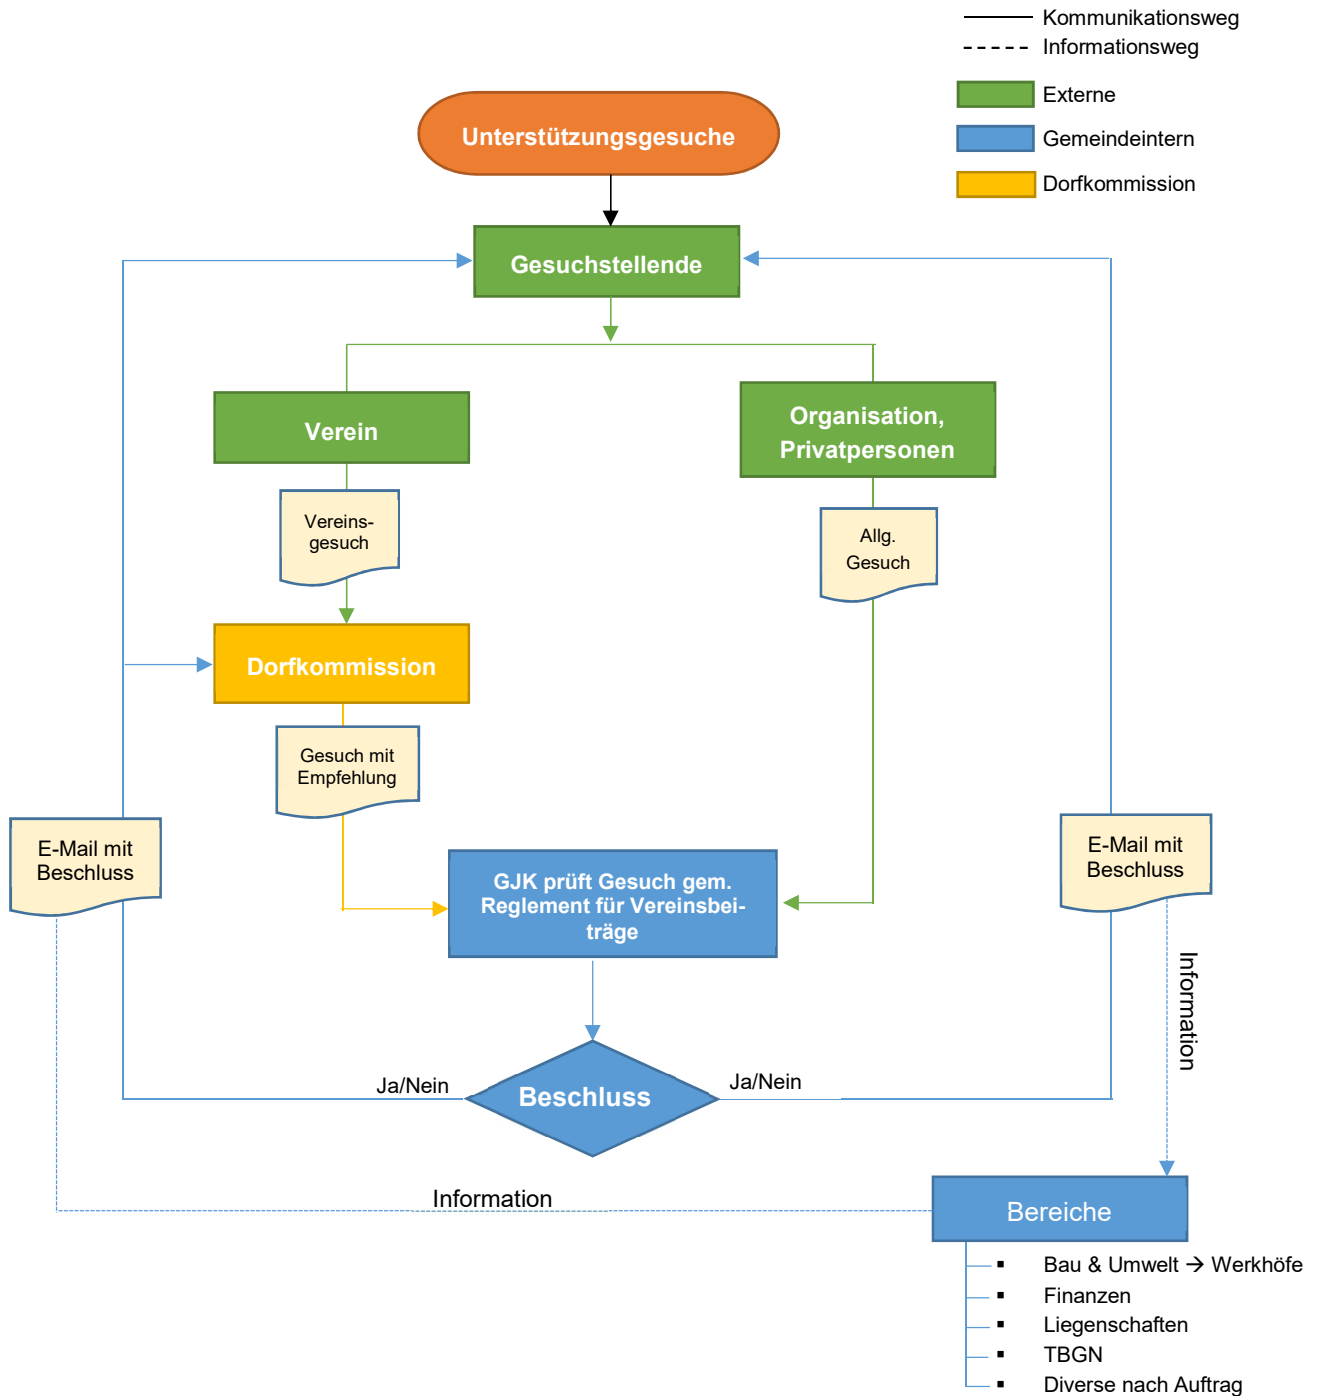 Kommunikationsweg
Informationsweg
Externe
Gemeindeintern
Dorfkommission
Unterstützungsgesuche
Gesuchstellende
Verein
Organisation,
Privatpersonen
Vereins-
gesuch
Allg.
Gesuch
Dorfkommission
Gesuch mit
Empfehlung
E-Mail mit
Beschluss
E-Mail mit
Beschluss
GJK prüft Gesuch gem.
Reglement für Vereinsbei-
träge
Information
Ja/Nein
Beschluss
Ja/Nein
Information
Bereiche
▪ Bau & Umwelt → Werkhöfe
▪ Finanzen
▪ Liegenschaften
▪ TBGN
▪ Diverse nach Auftrag